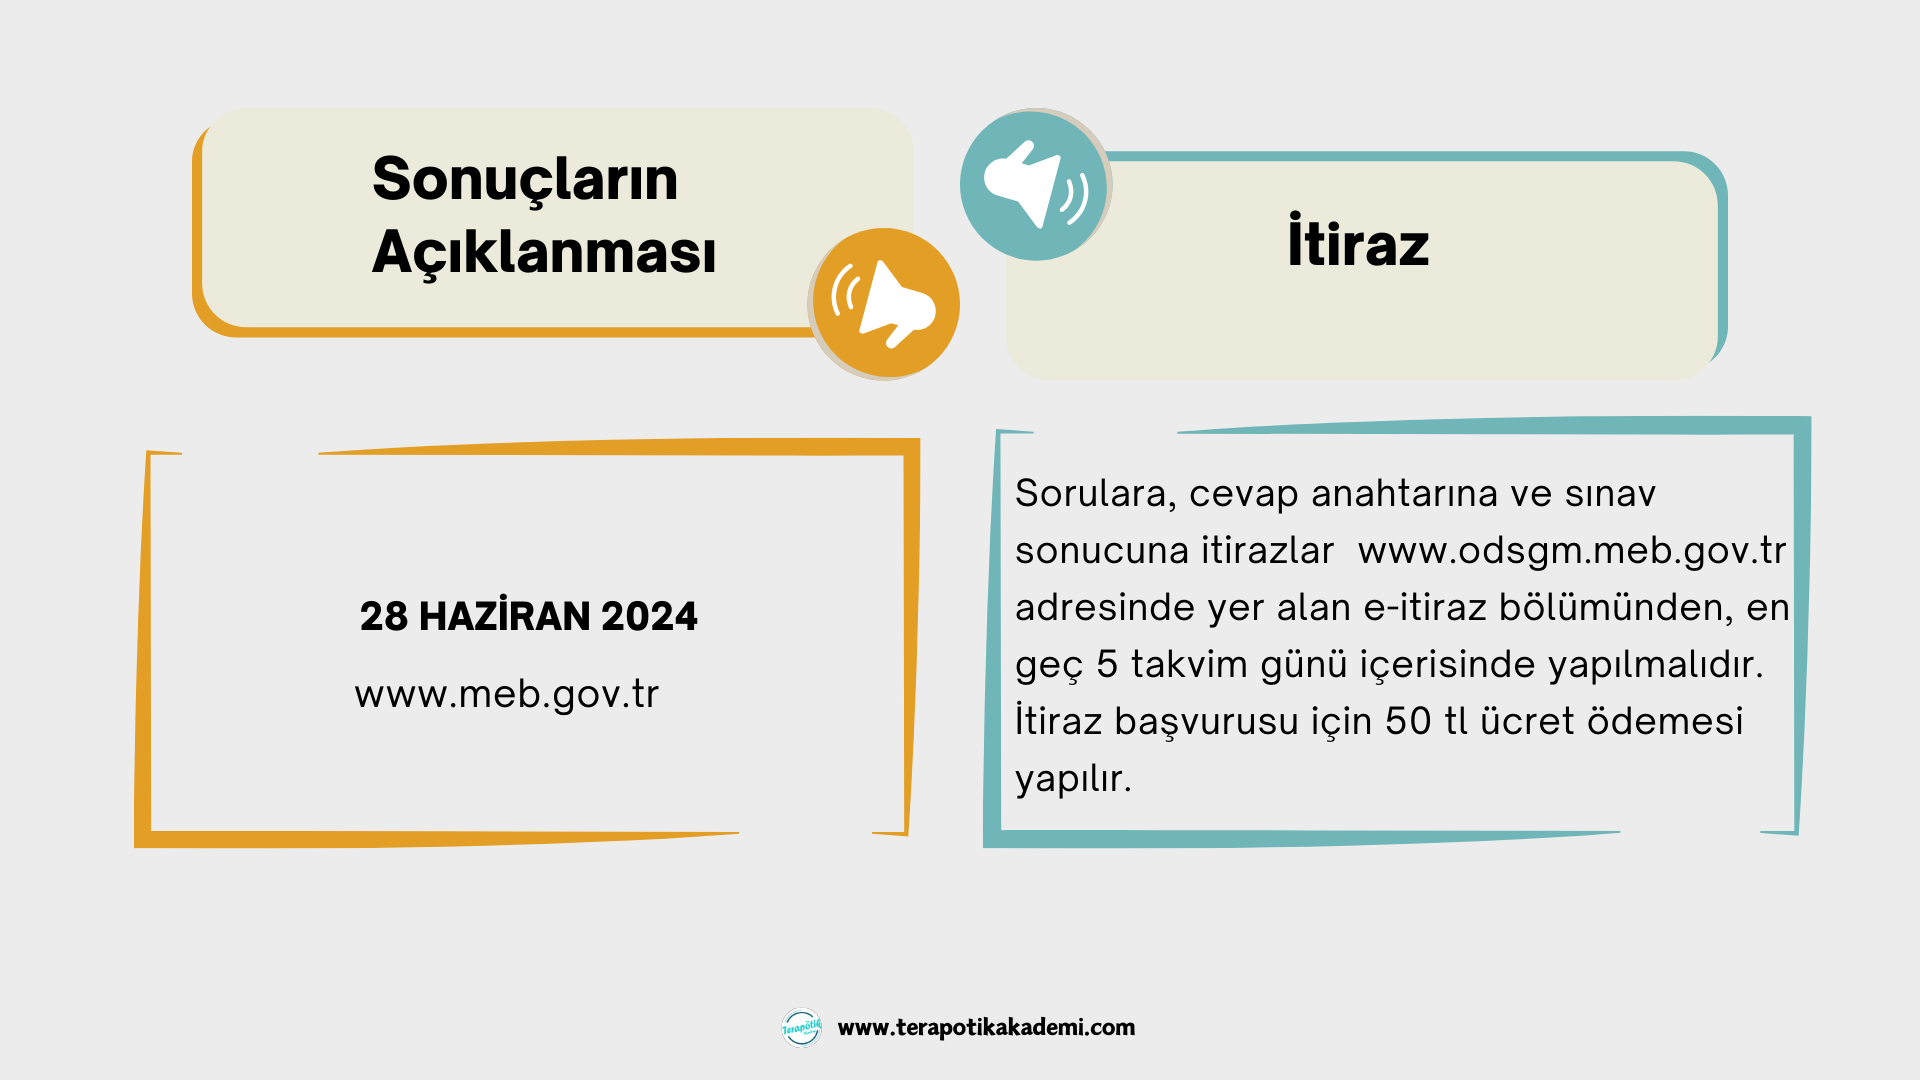 Sonuçların
Açıklanması
28 HAZİRAN 2024
www.meb.gov.tr
İtiraz
Sorulara, cevap anahtarına ve sınav
sonucuna itirazlar  www.odsgm.meb.gov.tr
adresinde yer alan e-itiraz bölümünden, en
geç 5 takvim günü içerisinde yapılmalıdır.
İtiraz başvurusu için 50 tl ücret ödemesi
yapılır.
Terapötik
www.terapotikakademi.com